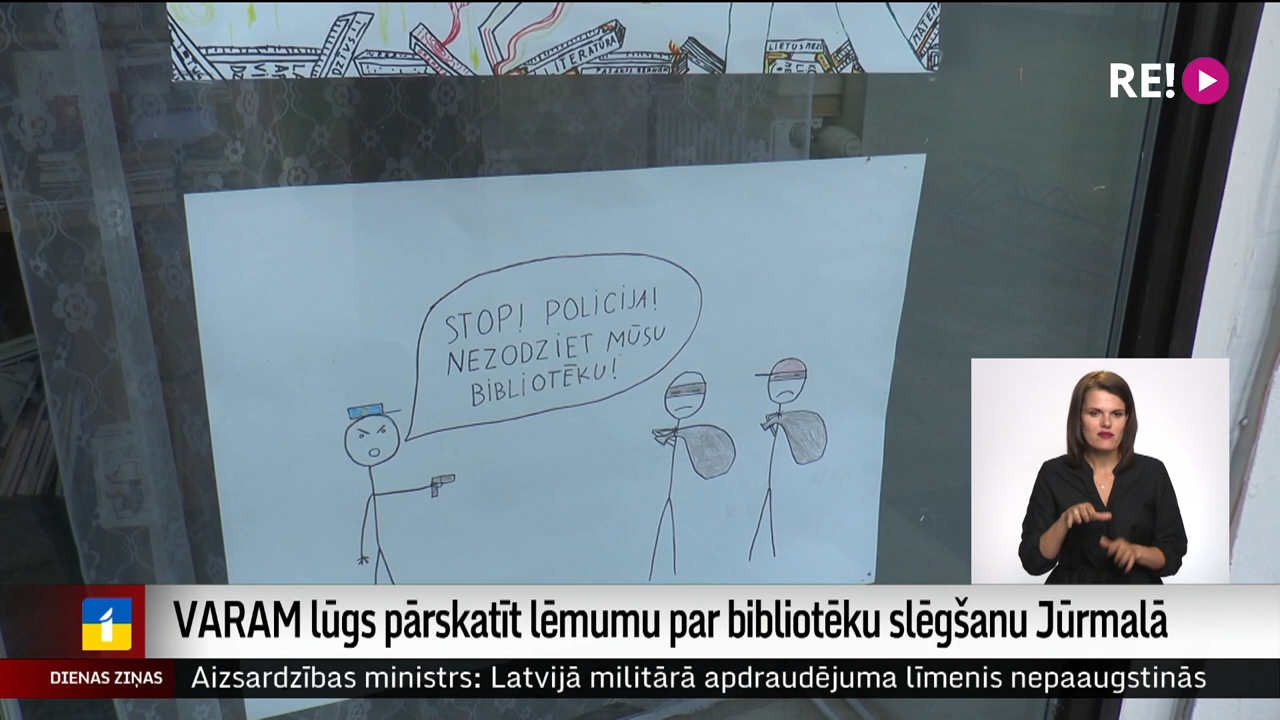 LITERATŪRA
RE!
STOP! POLICIJA!
NEZODZIET MŪSU
BIBLIOTĒKU!
1
VARAM lūgs pārskatīt lēmumu par bibliotēku slēgšanu Jūrmalā
DIENAS ZIŅAS
Aizsardzības ministrs: Latvijā militārā apdraudējuma līmenis nepaaugstinās